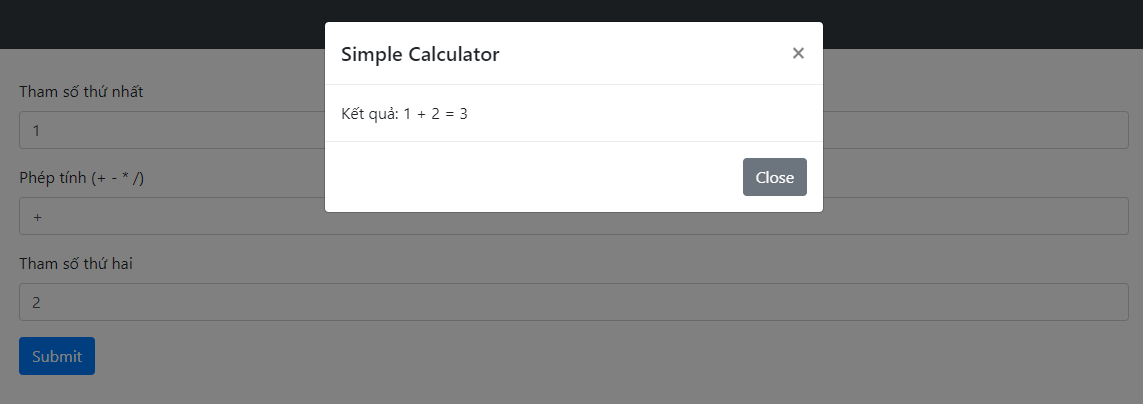 Simple Calculator ×
Kết quả: 1 + 2 = 3
Close
Tham số thứ nhất
1
Phép tính (+ - * /)
+
Tham số thứ hai
2
Submit